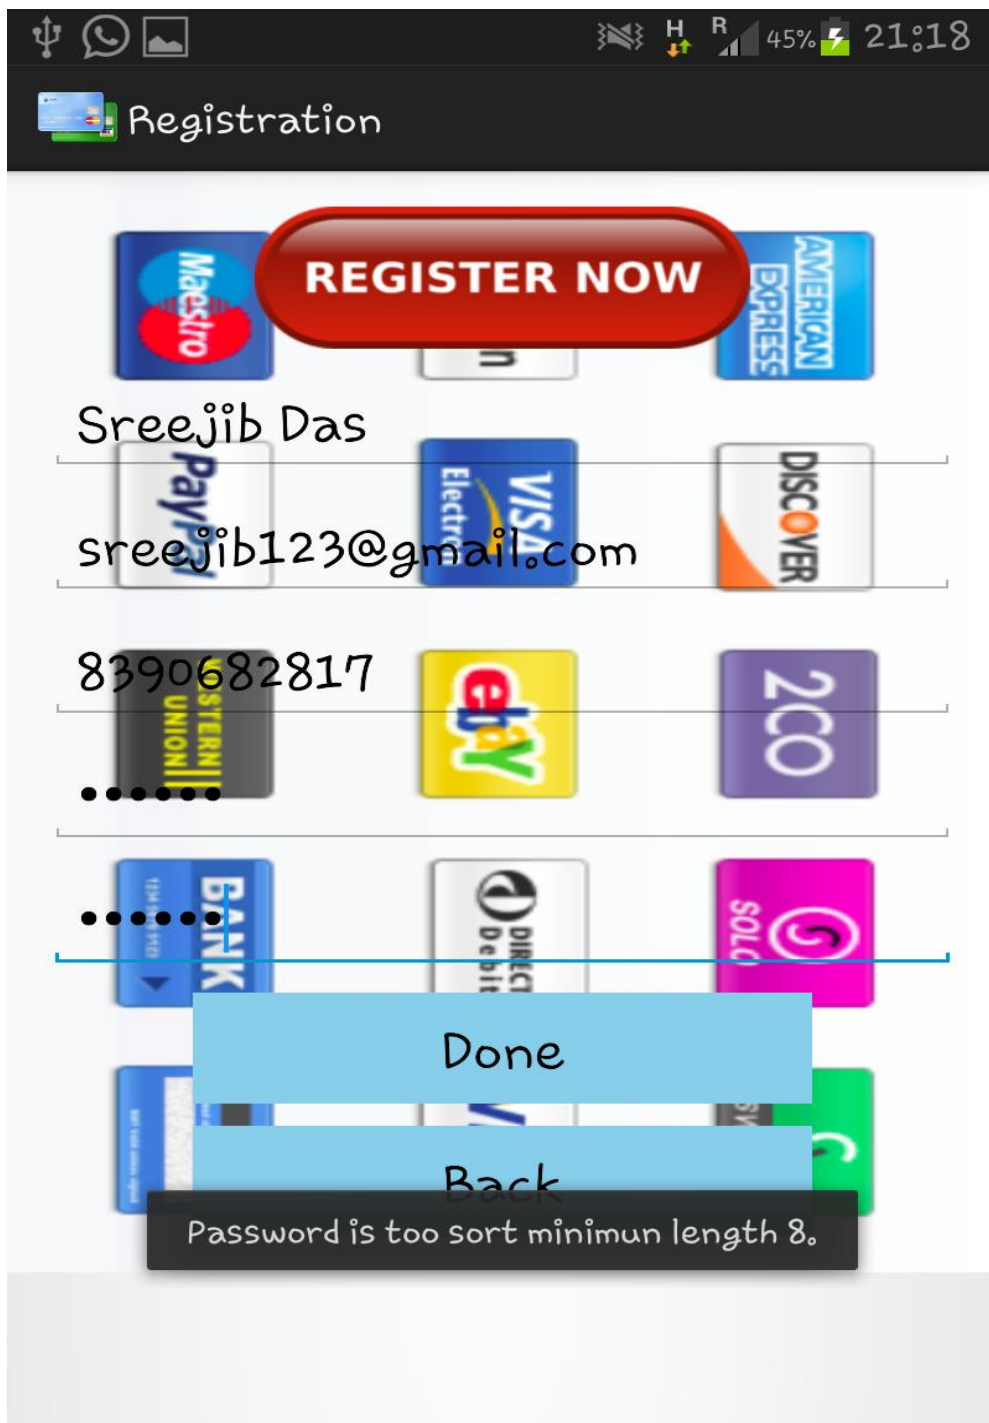 H R 45% 21:18
Registration
REGISTER NOW
Maestro
n
AMERICAN
EXPRESS
Sreejib Das
PayPal
VISA
Electron
DISCOVER
sreejib123@gmail.com
8390682817
WESTERN
UNION
ebay
2CO
••••••
••••••
BANK
DIRECT
Debit
SOLO
Done
Back
Password is too sort minimun length 8.